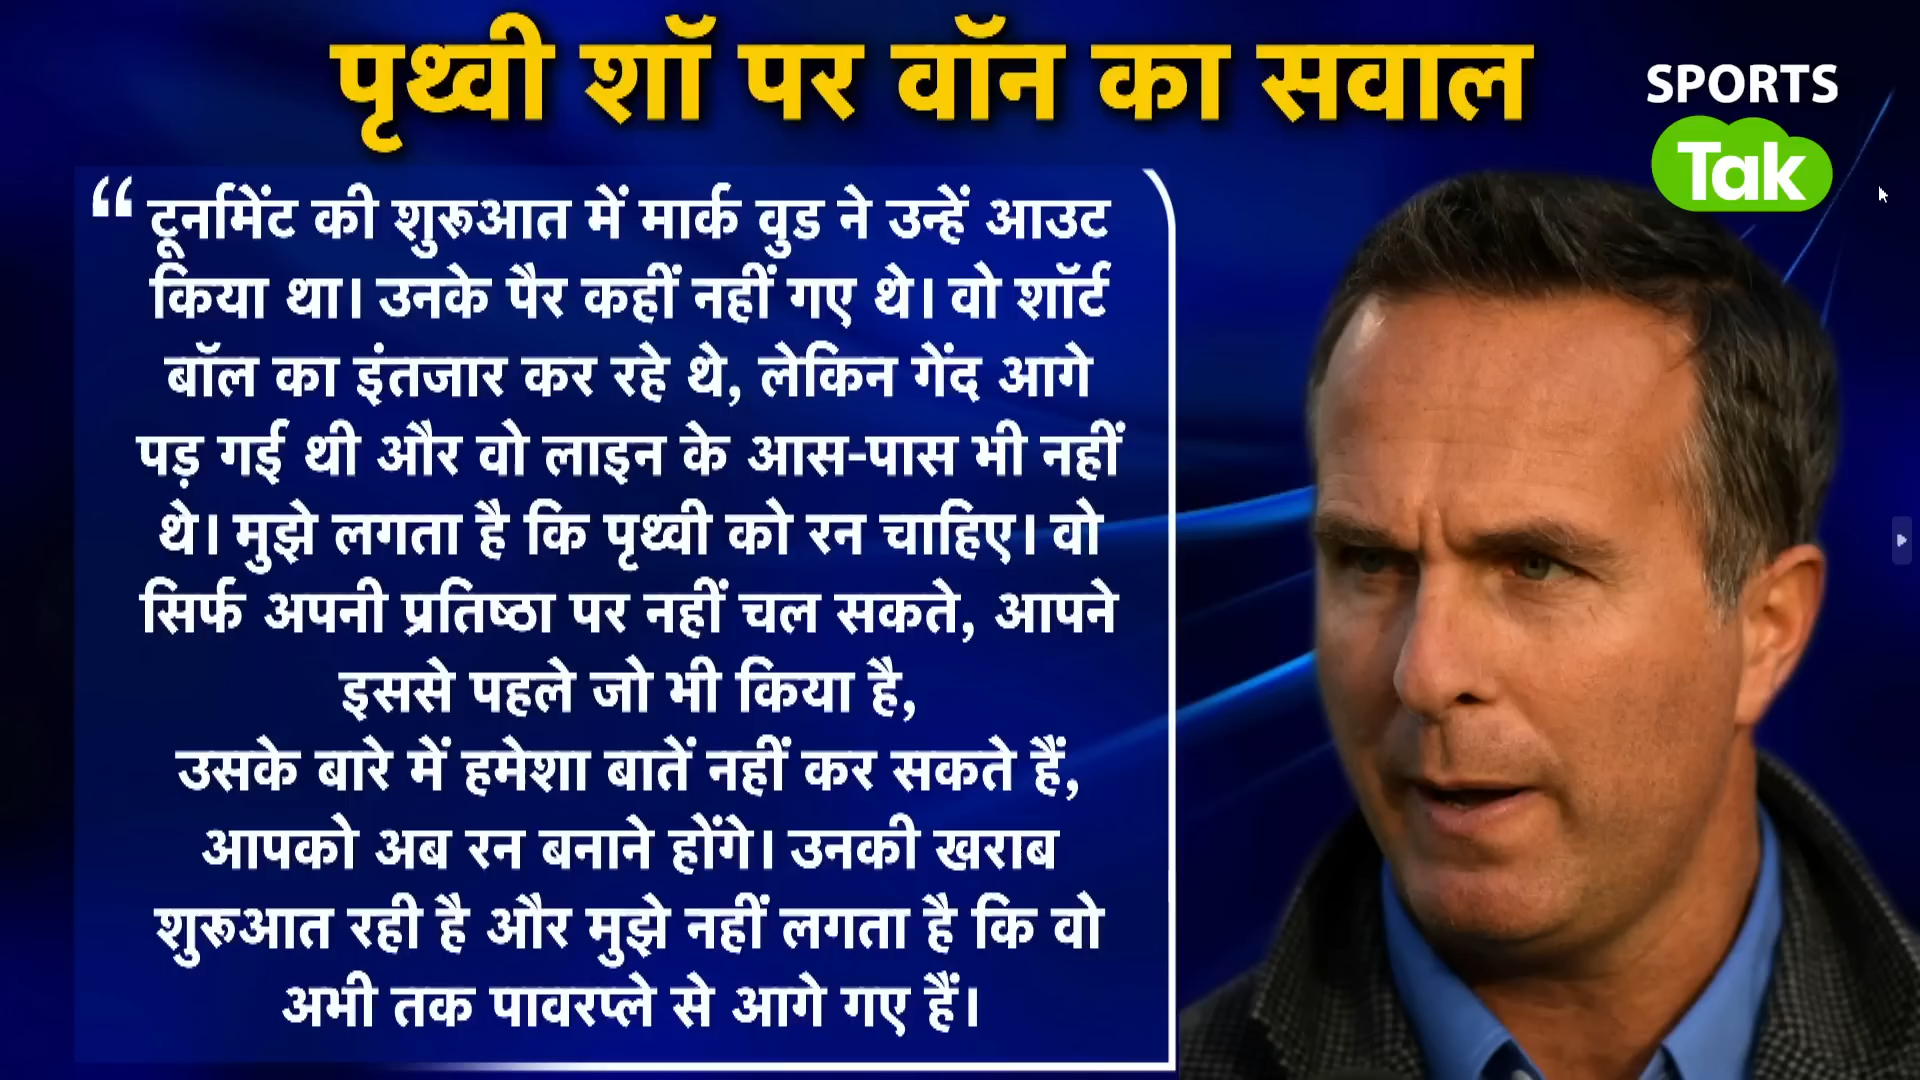 पृथ्वी शॉ पर वॉन का सवाल
SPORTS
Tak
“ टूर्नामेंट की शुरूआत में मार्क वुड ने उन्हें आउट
किया था। उनके पैर कहीं नहीं गए थे। वो शॉर्ट
बॉल का इंतजार कर रहे थे, लेकिन गेंद आगे
पड़ गई थी और वो लाइन के आस-पास भी नहीं
थे। मुझे लगता है कि पृथ्वी को रन चाहिए। वो
सिर्फ अपनी प्रतिष्ठा पर नहीं चल सकते, आपने
इससे पहले जो भी किया है,
उसके बारे में हमेशा बातें नहीं कर सकते हैं,
आपको अब रन बनाने होंगे। उनकी खराब
शुरूआत रही है और मुझे नहीं लगता है कि वो
अभी तक पावरप्ले से आगे गए हैं।